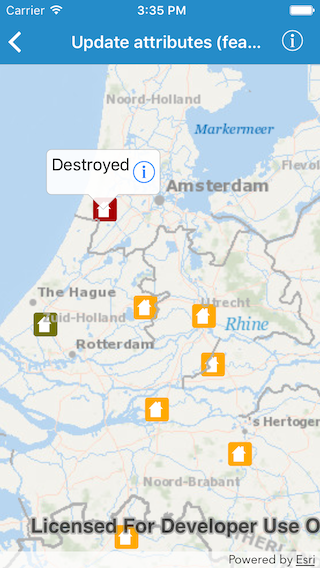 Carrier 3:35 PM
Update attributes (fea...
Noord-Holland
Markermeer
Flevol
Destroyed
Amsterdam
The Hague
Utrecht
Zuid-Holland
Rhine
Rotterdam
's Hertogen
Noord-Brabant
Licensed For Developer Use O
THERL
Powered by Esri